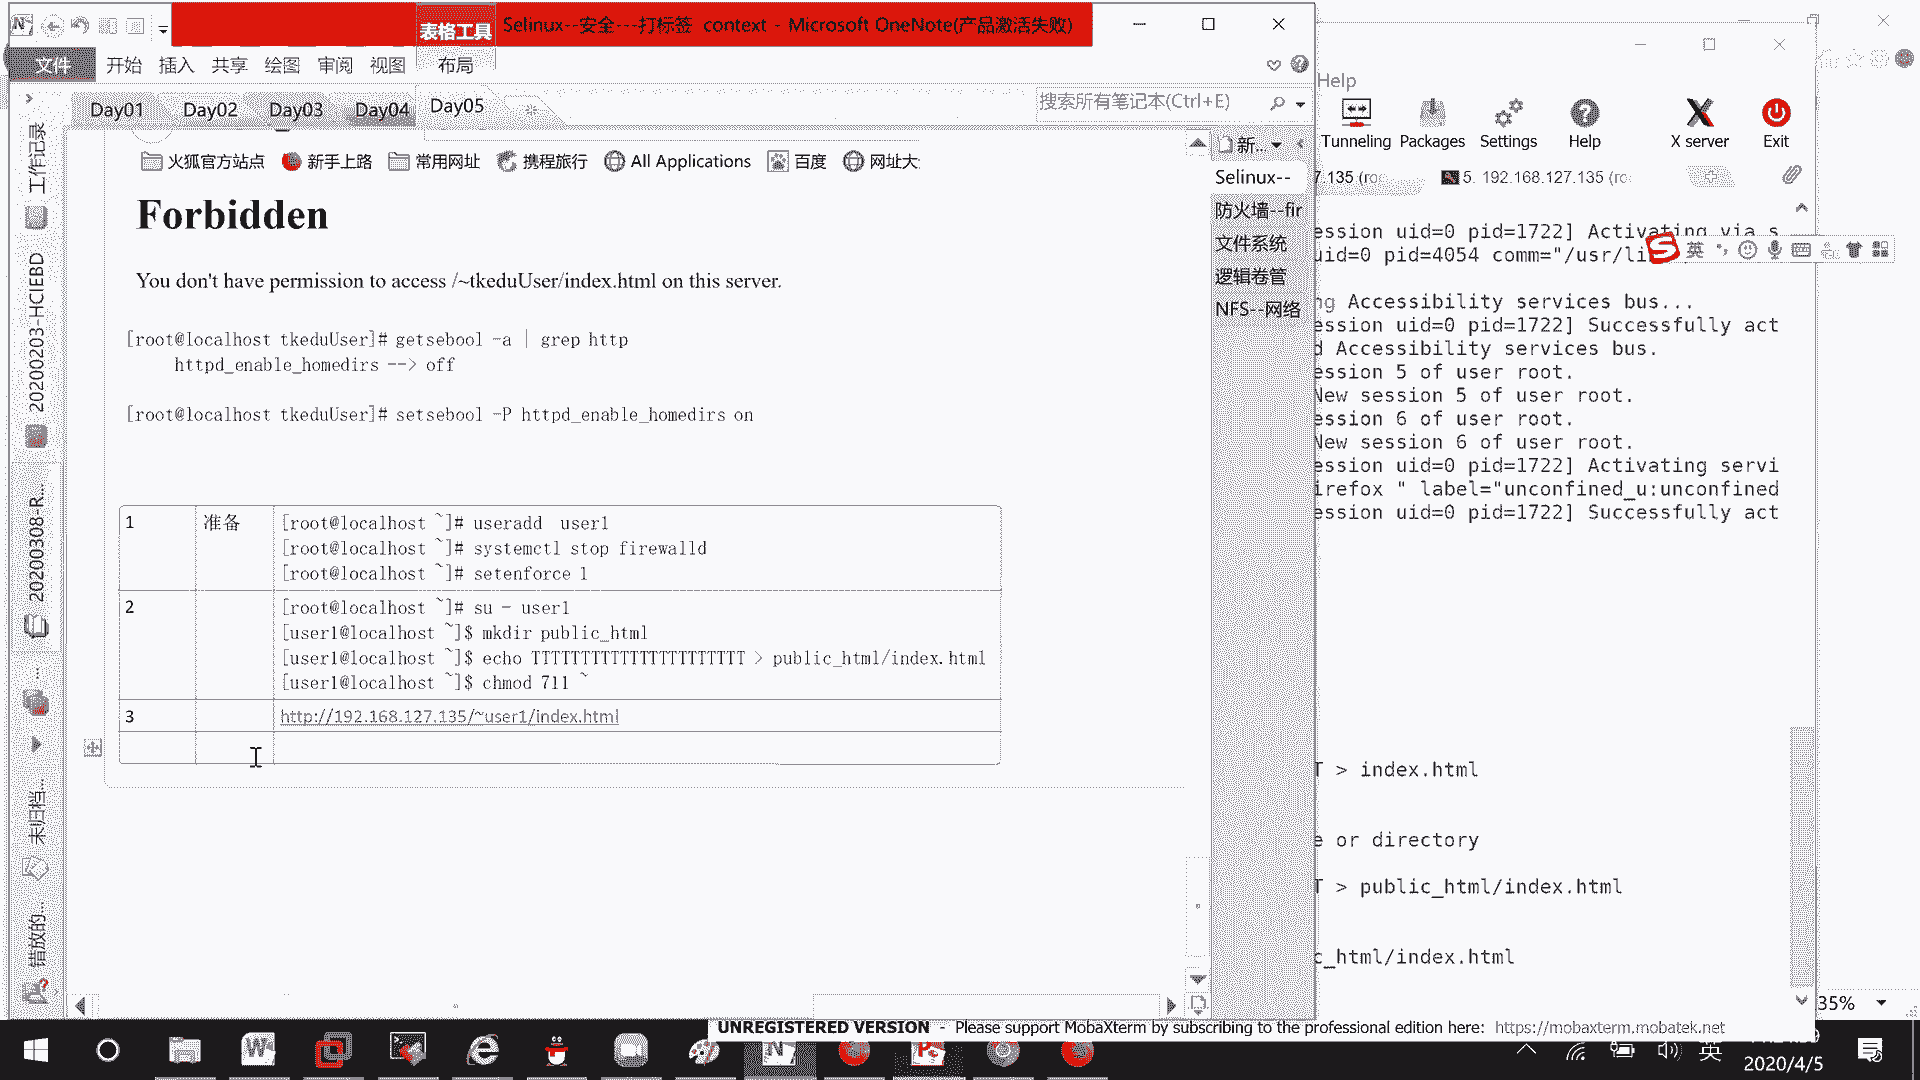 表格工具
Selinux--安全---打标签 context - Microsoft OneNote(产品激活失败)
文件 开始 插入 共享 绘图 审阅 视图 布局
Day01 Day02 Day03 Day04 Day05
搜索所有笔记本(Ctrl+E)
工作记录
20200203-HCIEBD
20200308-R...
未归档...
错放的...
火狐官方站点 新手上路 常用网址 携程旅行 All Applications 百度 网址大
Forbidden
You don't have permission to access /~tkeduUser/index.html on this server.
[root@localhost tkeduUser]# getsebool -a | grep http
httpd_enable_homedirs --> off
[root@localhost tkeduUser]# setsebool -P httpd_enable_homedirs on
1 准备 [root@localhost ~]# useradd user1
[root@localhost ~]# systemctl stop firewalld
[root@localhost ~]# setenforce 1
2 [root@localhost ~]# su - user1
[user1@localhost ~]$ mkdir public_html
[user1@localhost ~]$ echo TTTTTTTTTTTTTTTTTTTTTT > public_html/index.html
[user1@localhost ~]$ chmod 711 ~
3 http://192.168.127.135/~user1/index.html
新..
Selinux--
防火墙--fir
文件系统
逻辑卷管
NFS--网络
Help
Tunneling Packages Settings Help X server Exit
7.135 (roo 5. 192.168.127.135 (ro
ession uid=0 pid=1722] Activating via s
uid=0 pid=4054 comm="/usr/li
英
ng Accessibility services bus...
ession uid=0 pid=1722] Successfully act
d Accessibility services bus.
ession 5 of user root.
New session 5 of user root.
ession 6 of user root.
New session 6 of user root.
ession uid=0 pid=1722] Activating servi
irefox " label="unconfined_u:unconfined
ession uid=0 pid=1722] Successfully act
T > index.html
e or directory
T > public_html/index.html
c_html/index.html
35%
UNREGISTERED VERSION - Please support MobaXterm by subscribing to the professional edition here: https://mobaxterm.mobatek.net
英
2020/4/5